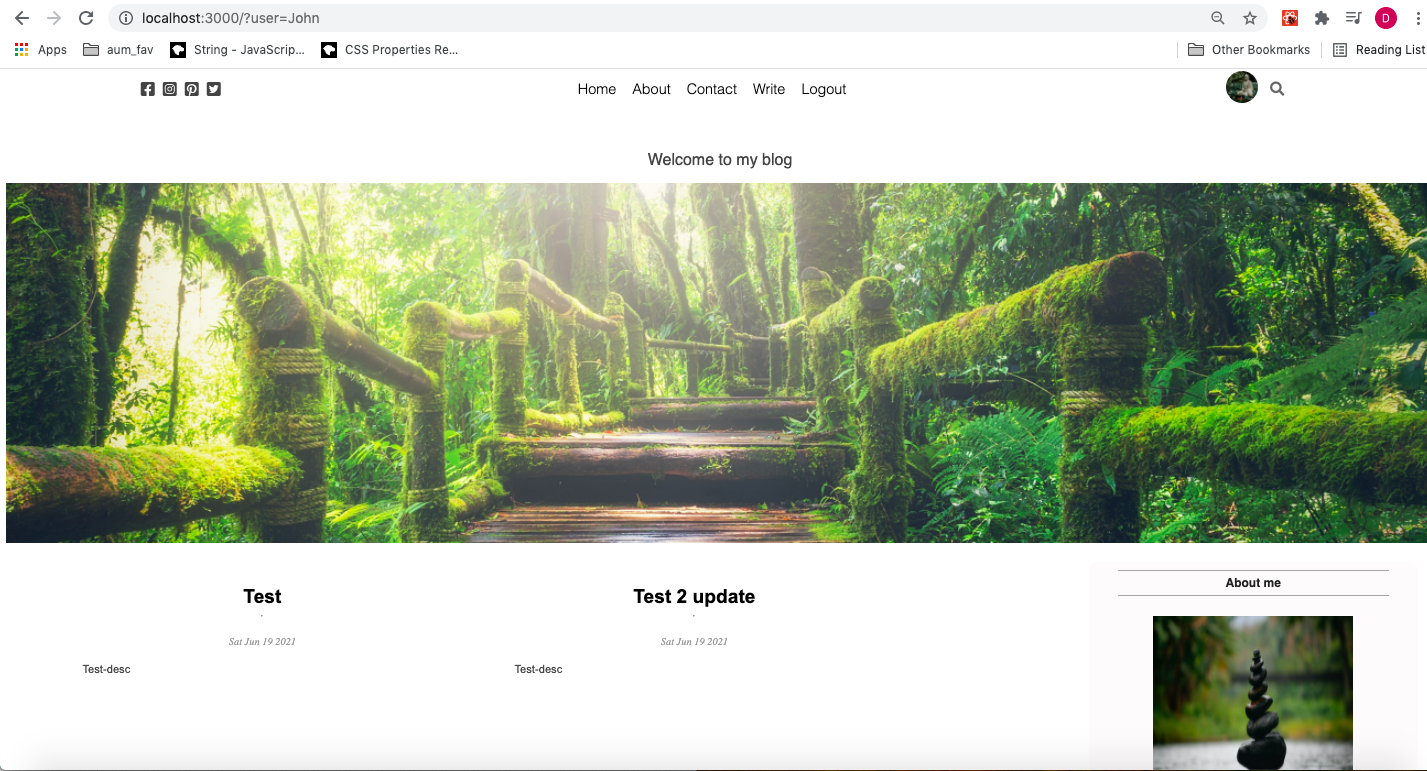 localhost:3000/?user=John
D
Apps aum_fav String - JavaScrip... CSS Properties Re... Other Bookmarks Reading List
Home About Contact Write Logout
Welcome to my blog
About me
Test Test 2 update
Sat Jun 19 2021 Sat Jun 19 2021
Test-desc Test-desc